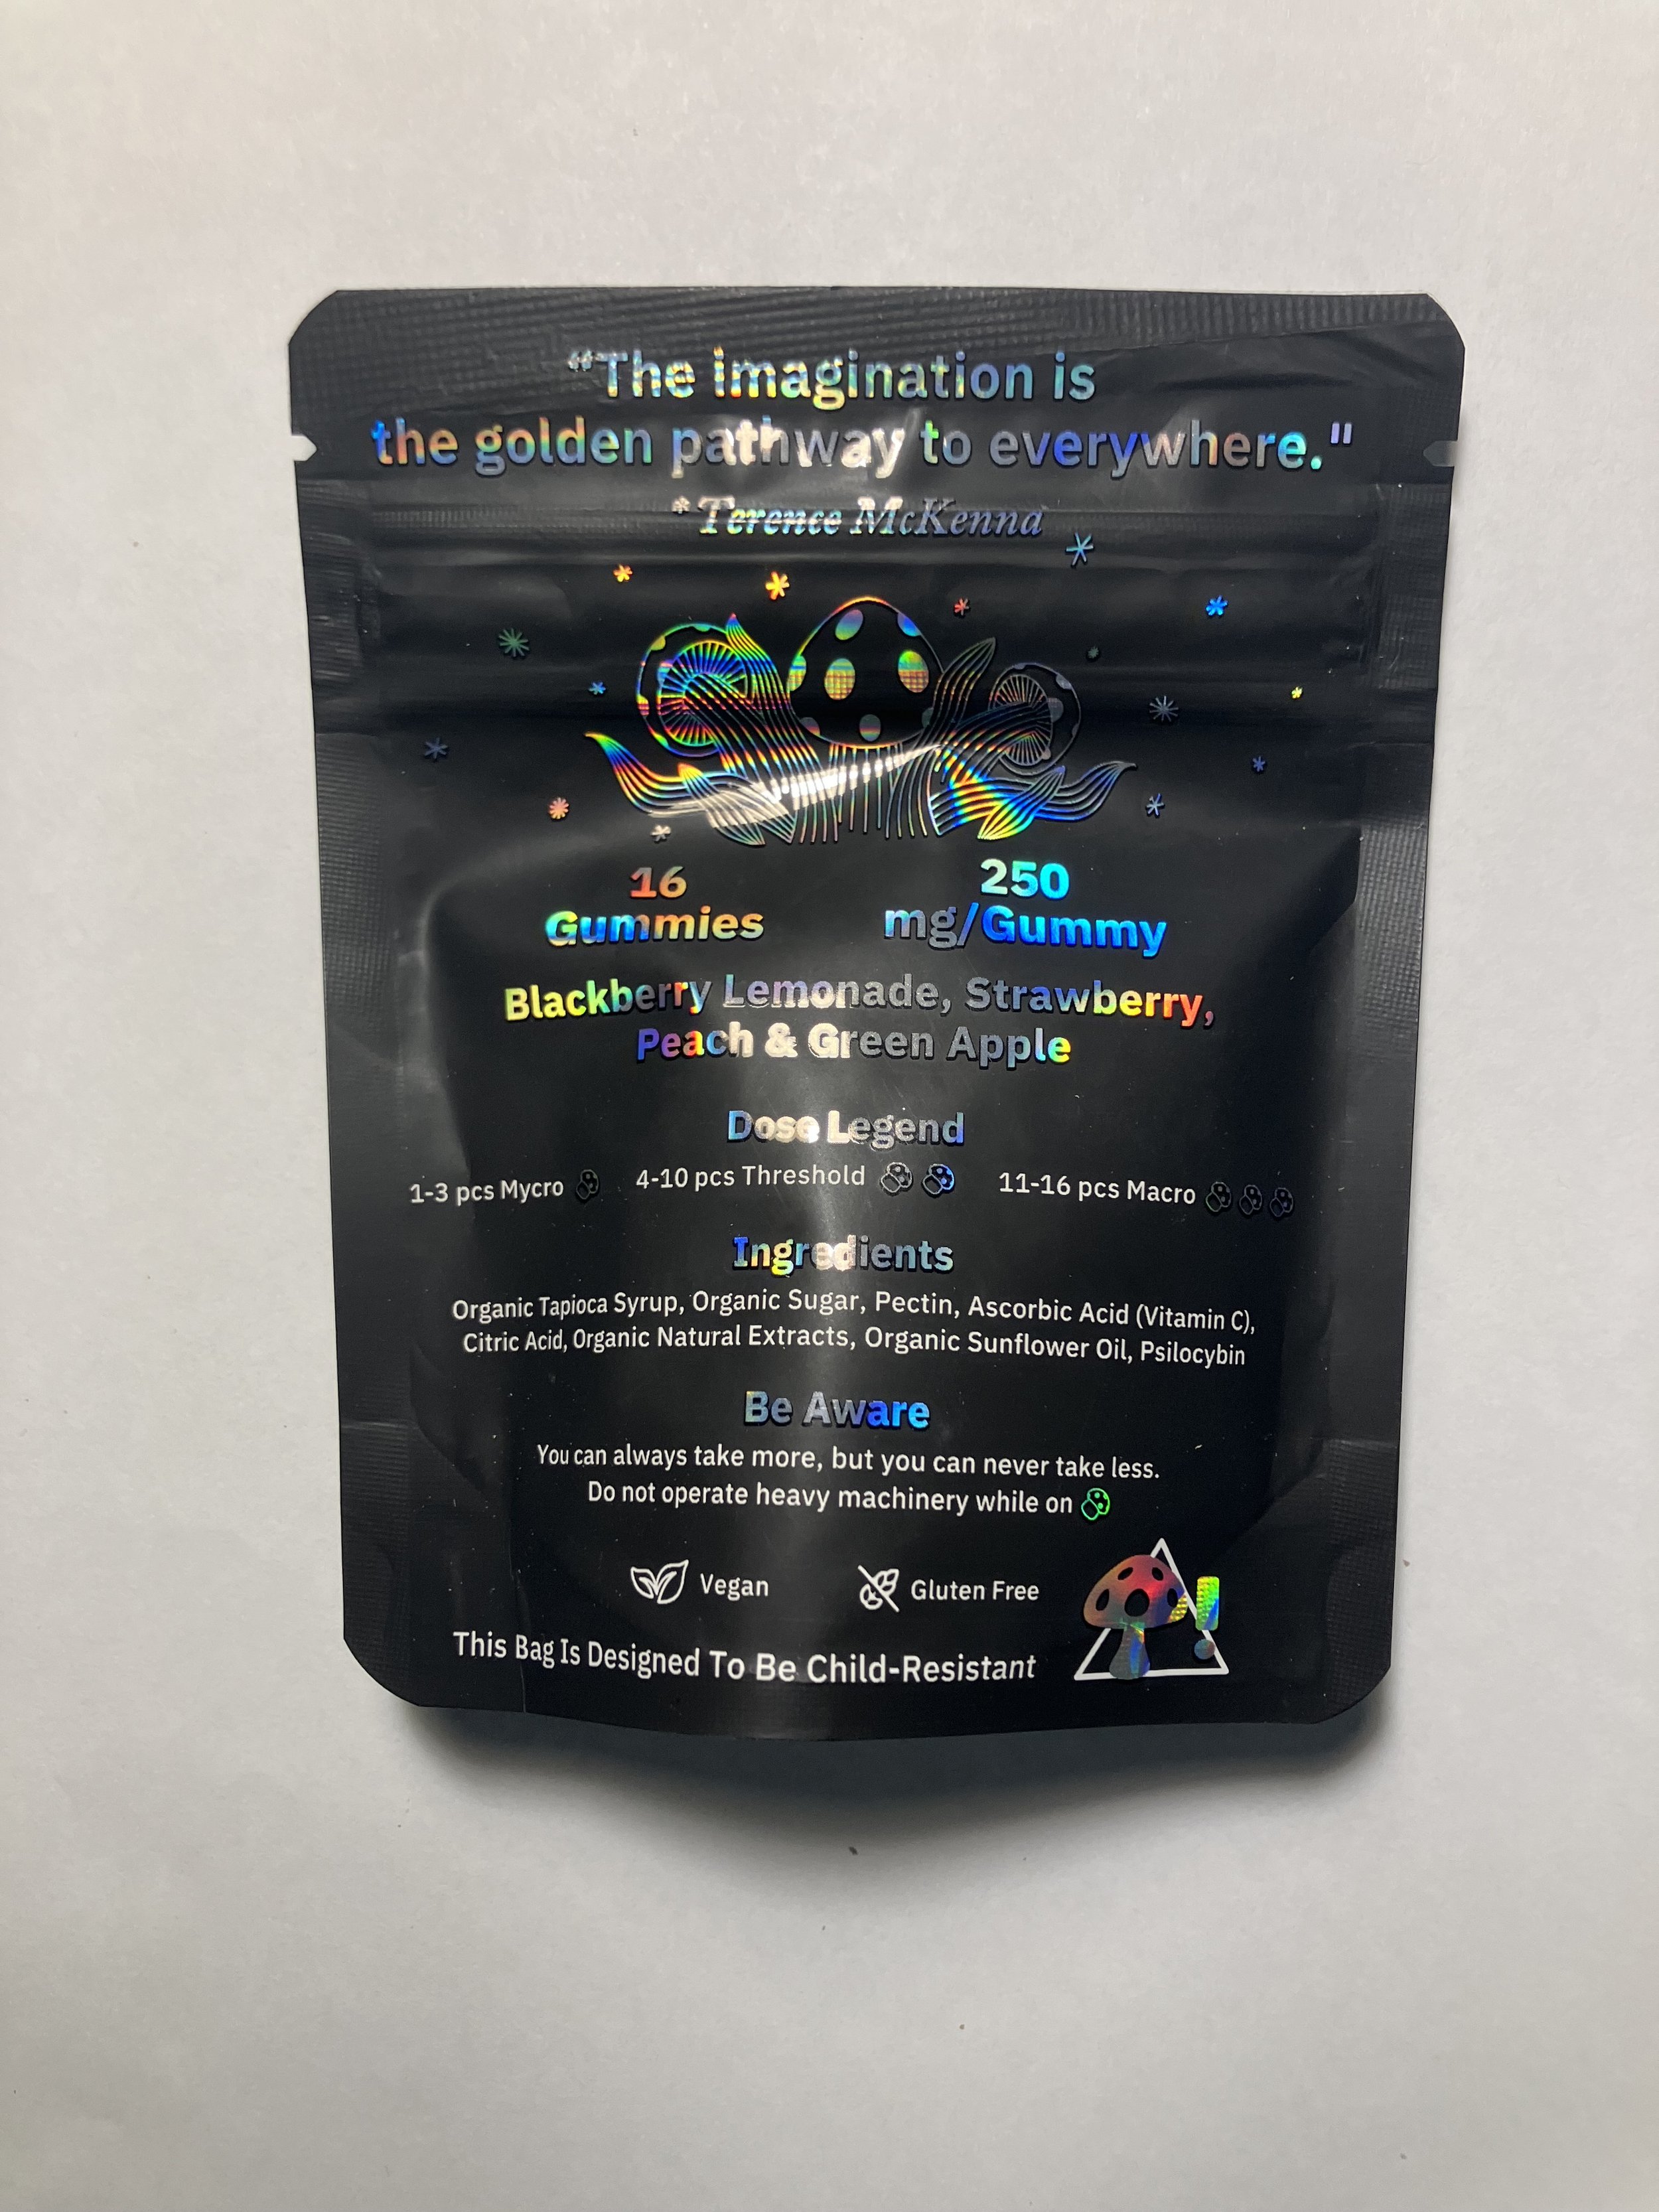 “The imagination is
the golden pathway to everywhere."
*Terence McKenna
16
Gummies
250
mg/Gummy
Blackberry Lemonade, Strawberry,
Peach & Green Apple
Dose Legend
1-3 pcs Mycro
4-10 pcs Threshold
11-16 pcs Macro
Ingredients
Organic Tapioca Syrup, Organic Sugar, Pectin, Ascorbic Acid (Vitamin C),
Citric Acid, Organic Natural Extracts, Organic Sunflower Oil, Psilocybin
Be Aware
You can always take more, but you can never take less.
Do not operate heavy machinery while on
Vegan
Gluten Free
This Bag Is Designed To Be Child-Resistant